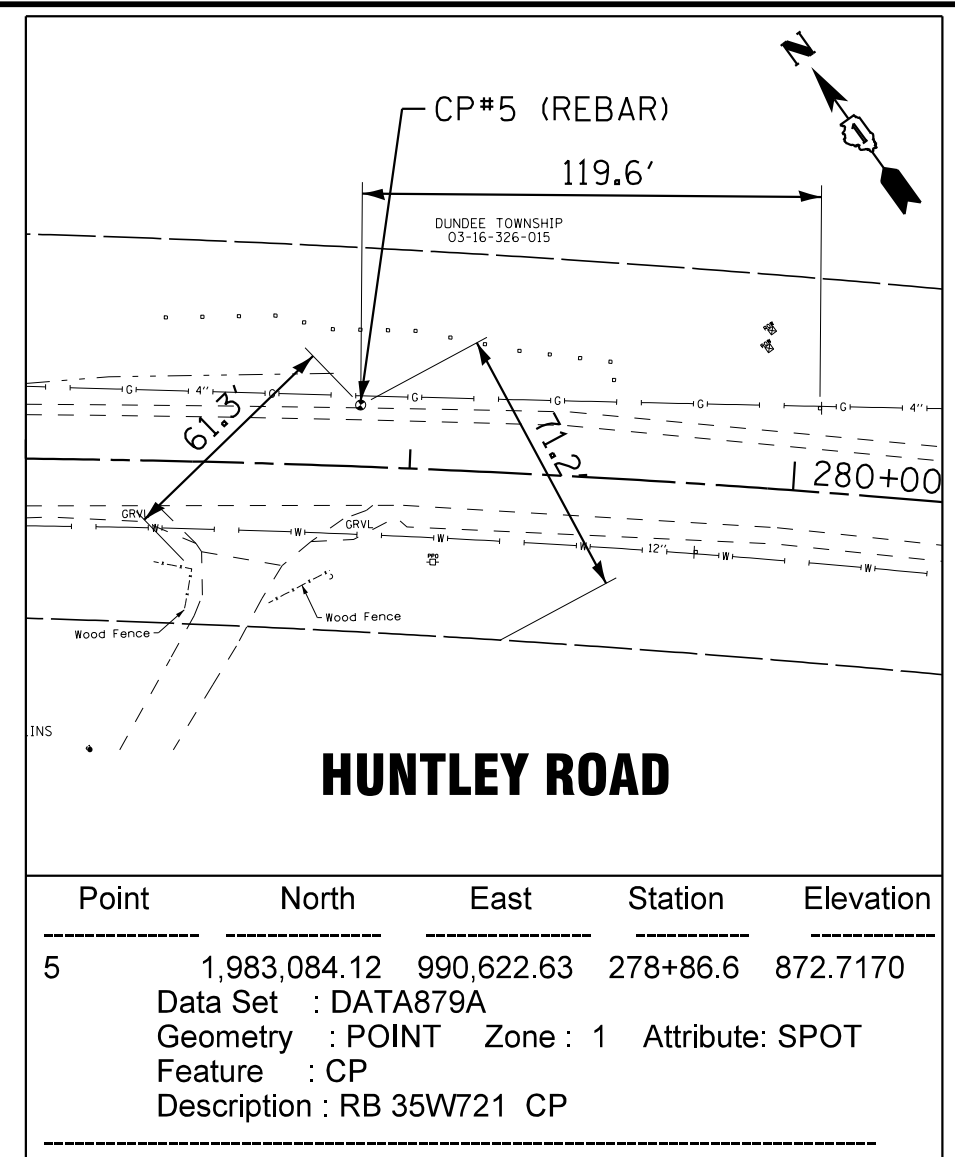 N
CP#5 (REBAR)
119.6'
DUNDEE TOWNSHIP
03-16-326-015
G 4" G G G G G 4"
61.3'
71.2'
280+00
GRVL W W GRVL W W 12" W W
PPO
Wood Fence
Wood Fence
INS
HUNTLEY ROAD
Point North East Station Elevation
5 1,983,084.12 990,622.63 278+86.6 872.7170
Data Set : DATA879A
Geometry : POINT Zone : 1 Attribute: SPOT
Feature : CP
Description : RB 35W721 CP